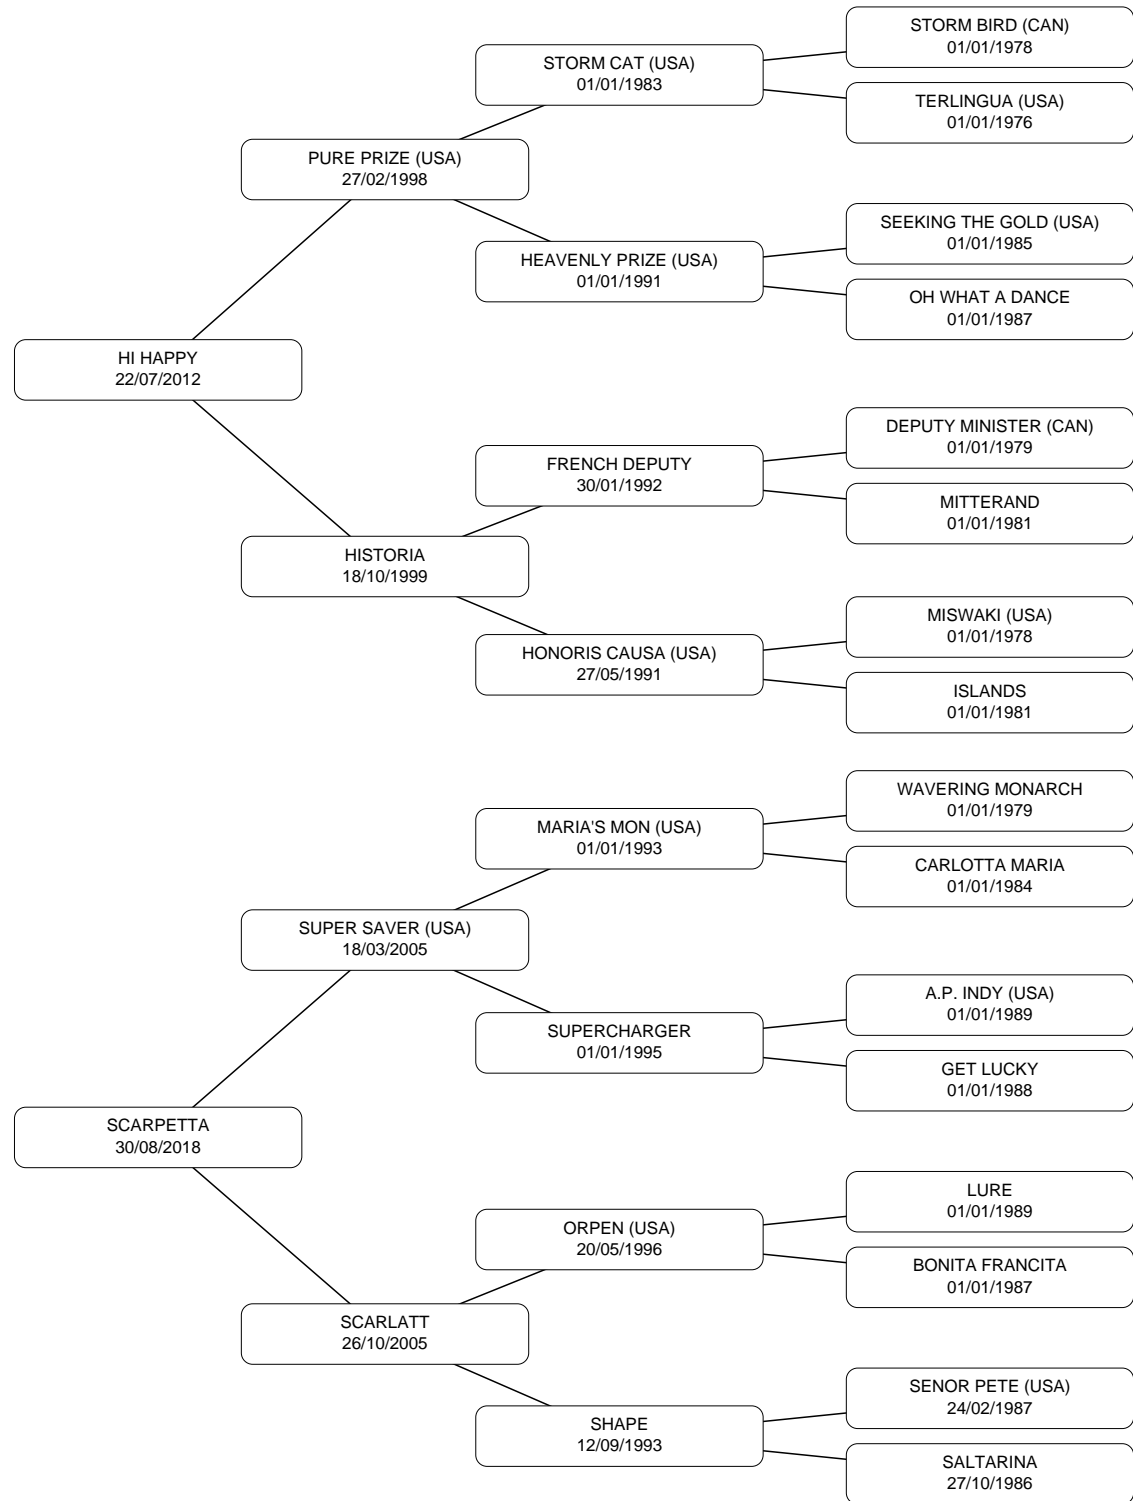 STORM BIRD (CAN)
01/01/1978
STORM CAT (USA)
01/01/1983
TERLINGUA (USA)
01/01/1976
PURE PRIZE (USA)
27/02/1998
SEEKING THE GOLD (USA)
01/01/1985
HEAVENLY PRIZE (USA)
01/01/1991
OH WHAT A DANCE
01/01/1987
HI HAPPY
22/07/2012
DEPUTY MINISTER (CAN)
01/01/1979
FRENCH DEPUTY
30/01/1992
MITTERAND
01/01/1981
HISTORIA
18/10/1999
MISWAKI (USA)
01/01/1978
HONORIS CAUSA (USA)
27/05/1991
ISLANDS
01/01/1981
WAVERING MONARCH
01/01/1979
MARIA'S MON (USA)
01/01/1993
CARLOTTA MARIA
01/01/1984
SUPER SAVER (USA)
18/03/2005
A.P. INDY (USA)
01/01/1989
SUPERCHARGER
01/01/1995
GET LUCKY
01/01/1988
SCARPETTA
30/08/2018
LURE
01/01/1989
ORPEN (USA)
20/05/1996
BONITA FRANCITA
01/01/1987
SCARLATT
26/10/2005
SENOR PETE (USA)
24/02/1987
SHAPE
12/09/1993
SALTARINA
27/10/1986